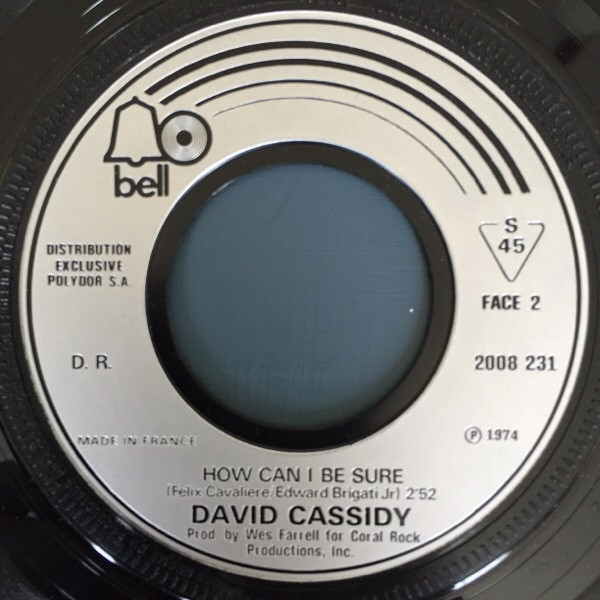 bell
S
45
DISTRIBUTION
EXCLUSIVE
POLYDOR S.A.
FACE 2
D. R.
2008 231
MADE IN FRANCE
℗ 1974
HOW CAN I BE SURE
(Felix Cavaliere/Edward Brigati Jr) 2'52
DAVID CASSIDY
Prod. by Wes Farrell for Coral Rock
Productions, Inc.